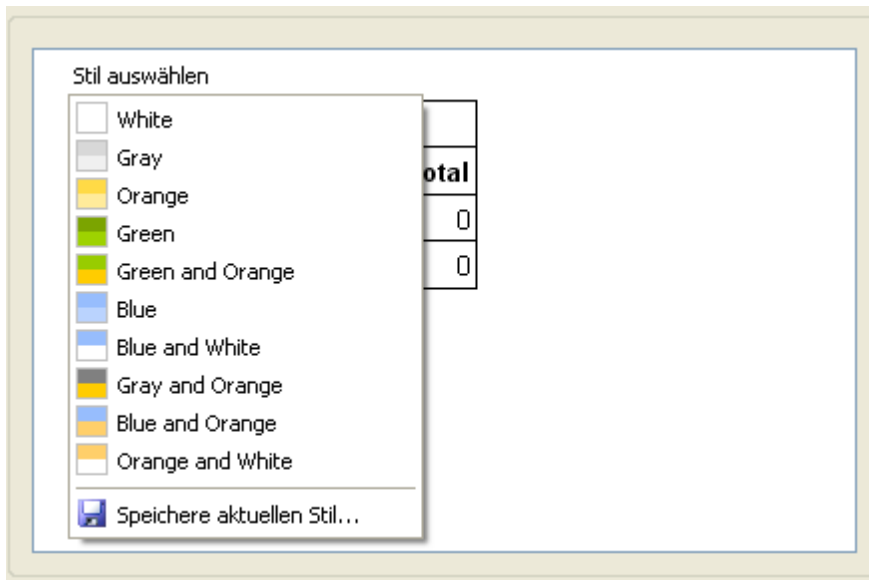 Stil auswählen
White
Gray
otal
Orange
Green
0
Green and Orange
0
Blue
Blue and White
Gray and Orange
Blue and Orange
Orange and White
Speichere aktuellen Stil...